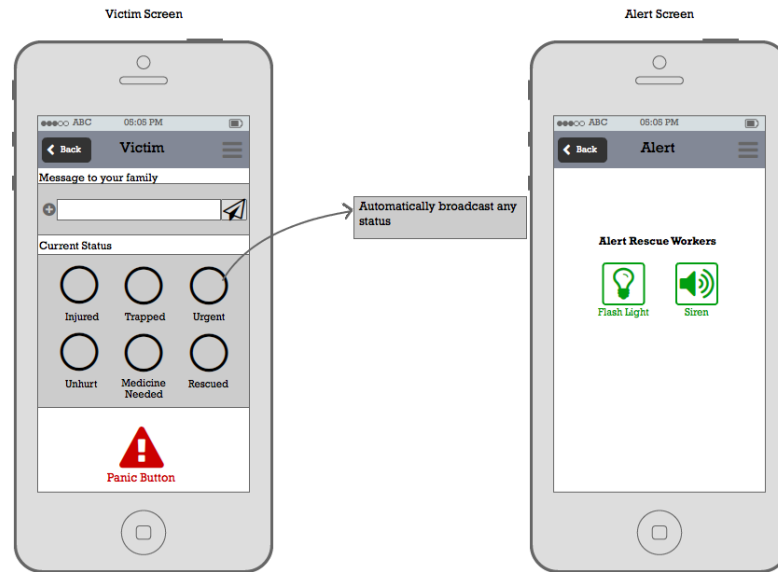 Victim Screen
ABC 05:05 PM
Back Victim
Message to your family
Current Status
Injured Trapped Urgent
Unhurt Medicine Needed Rescued
Panic Button
Automatically broadcast any
status
Alert Screen
ABC 05:05 PM
Back Alert
Alert Rescue Workers
Flash Light Siren